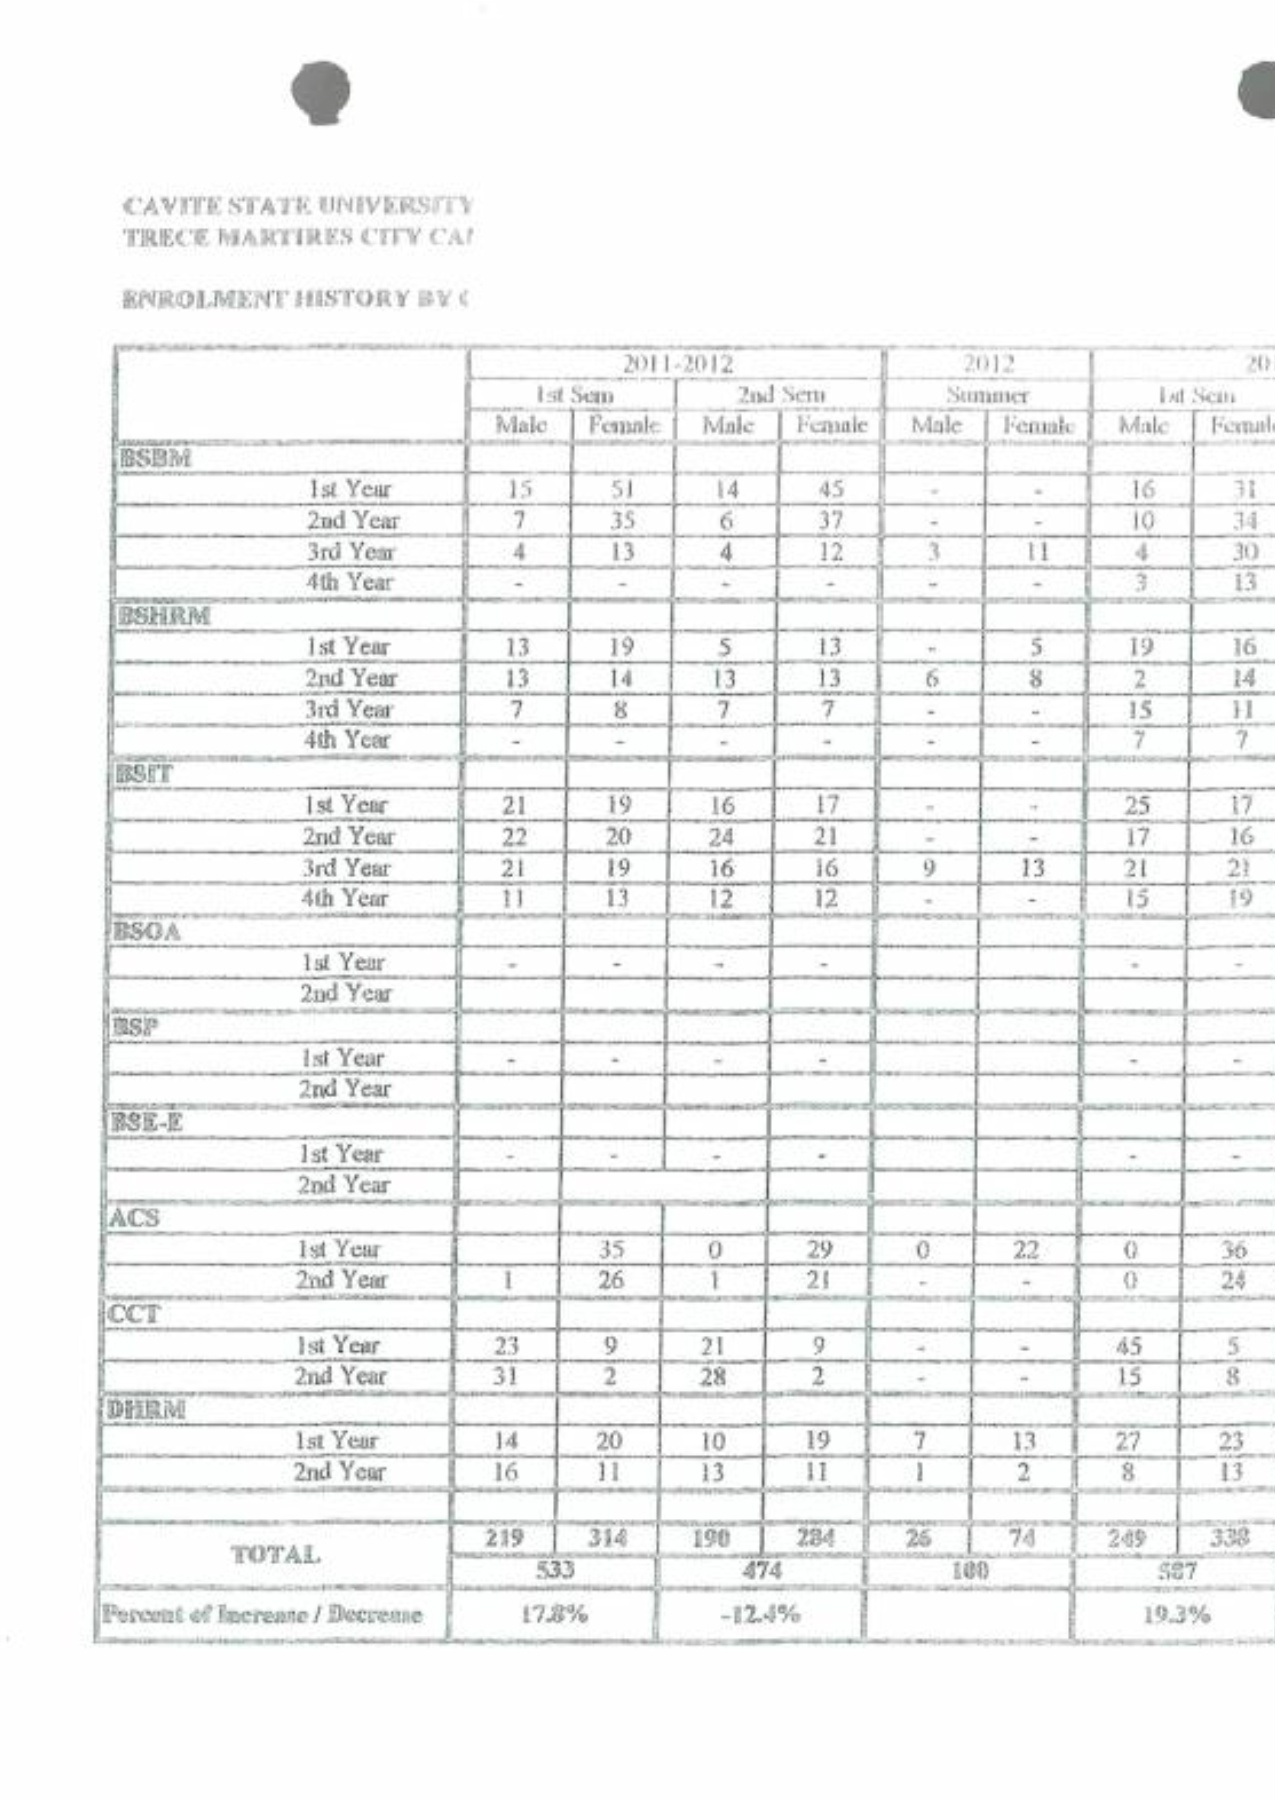 CAVITE STATE UNIVERSITY
TRECE MARTIRES CITY
ENROLMENT HISTORY BY
2011-2012 2012 20
1st Sem 2nd Sem Summer 1st Sem
Male Female Male Female Male Female Male Femal
BSBM
1st Year 15 51 14 45 - - 16 31
2nd Year 7 35 6 37 - - 10 34
3rd Year 4 13 4 12 3 11 4 30
4th Year - - - - - - 3 13
BSHRM
1st Year 13 19 5 13 - 5 19 16
2nd Year 13 14 13 13 6 8 2 14
3rd Year 7 8 7 7 - - 15 11
4th Year - - - - - - 7 7
BSIT
1st Year 21 19 16 17 - - 25 17
2nd Year 22 20 24 21 - - 17 16
3rd Year 21 19 16 16 9 13 21 21
4th Year 11 13 12 12 - - 15 19
BSOA
1st Year - - - - - -
2nd Year
BSP
1st Year - - - - - -
2nd Year
BSE-E
1st Year - - - - - -
2nd Year
ACS
1st Year 35 0 29 0 22 0 36
2nd Year 1 26 1 21 - - 0 24
CCT
1st Year 23 9 21 9 - - 45 5
2nd Year 31 2 28 2 - - 15 8
DHRM
1st Year 14 20 10 19 7 13 27 23
2nd Year 16 11 13 11 1 2 8 13
TOTAL 219 314 190 284 26 74 249 338
533 474 100 587
Percent of Increase / Decrease 17.8% -12.4% 19.3%